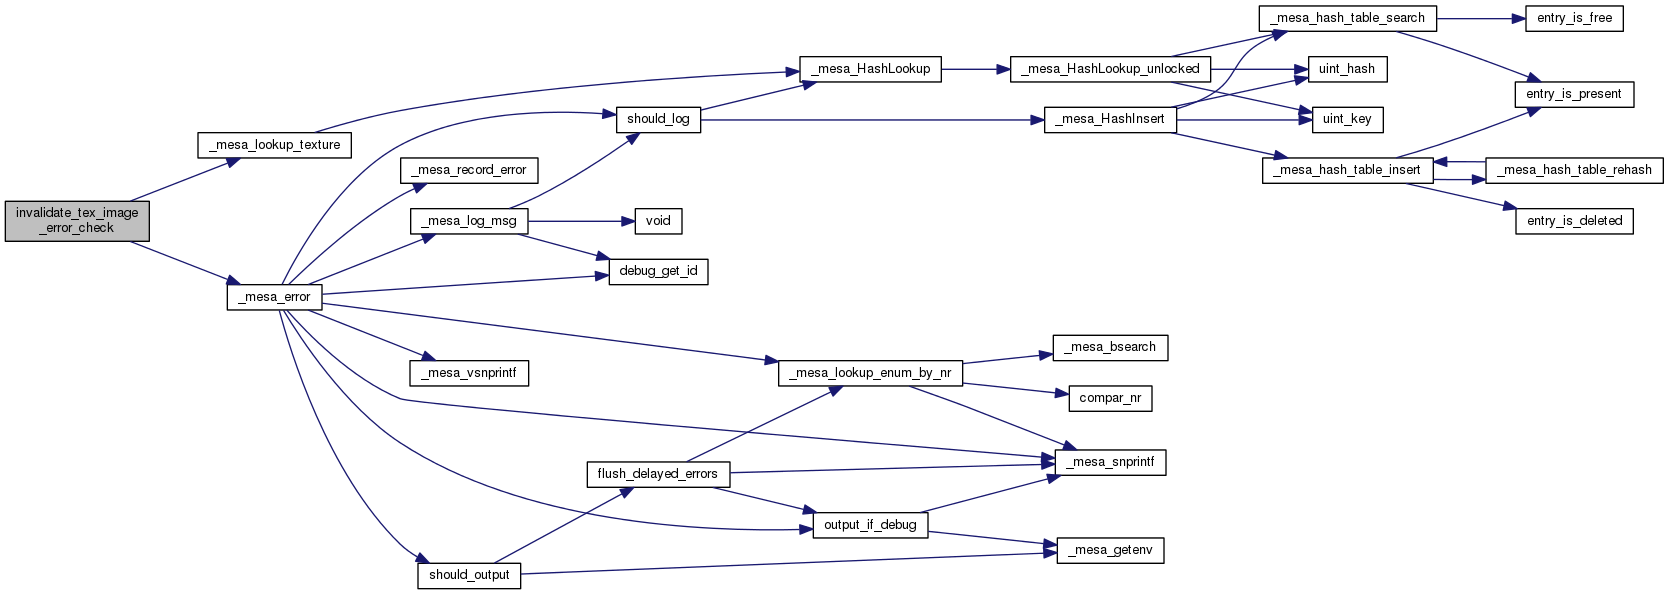 _mesa_hash_table_search
entry_is_free
_mesa_HashLookup
_mesa_HashLookup_unlocked
uint_hash
entry_is_present
should_log
_mesa_HashInsert
uint_key
_mesa_lookup_texture
_mesa_record_error
_mesa_hash_table_insert
_mesa_hash_table_rehash
invalidate_tex_image
_error_check
_mesa_log_msg
void
entry_is_deleted
debug_get_id
_mesa_error
_mesa_bsearch
_mesa_vsnprintf
_mesa_lookup_enum_by_nr
compar_nr
flush_delayed_errors
_mesa_snprintf
output_if_debug
_mesa_getenv
should_output